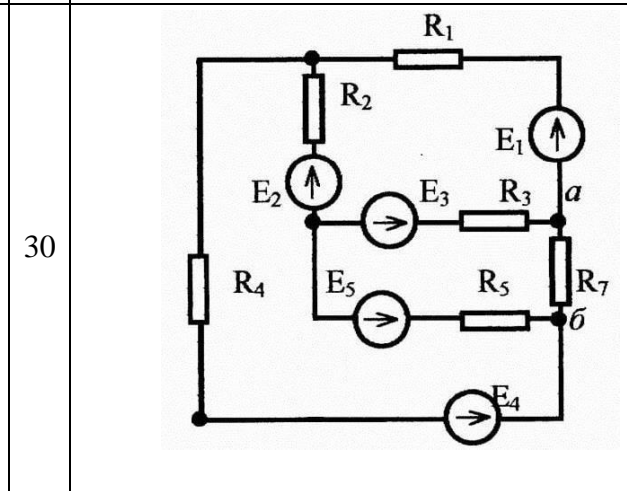 R₁
R₂
E₁
E₂ E₃ R₃ a
30 R₄ E₅ R₅ R₇
б
E₄